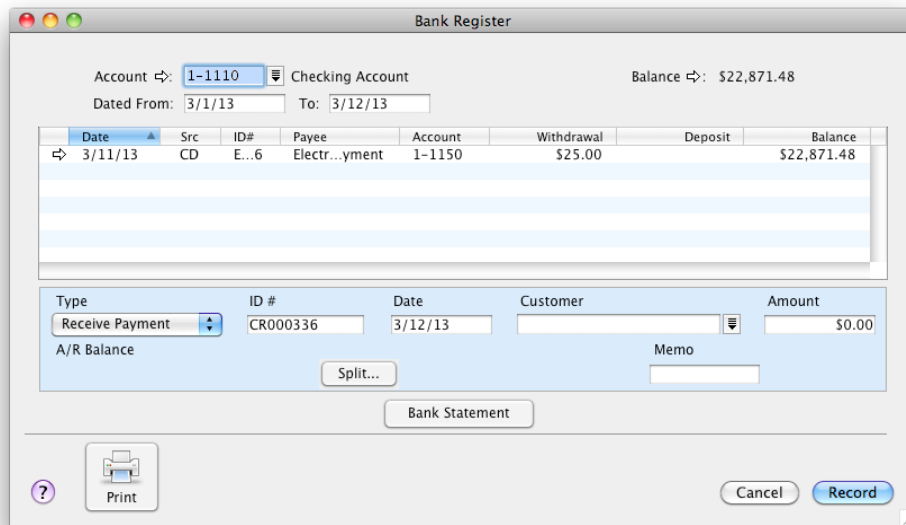 Bank Register
Account ⇨: 1-1110 Checking Account Balance ⇨: $22,871.48
Dated From: 3/1/13 To: 3/12/13
Date Src ID# Payee Account Withdrawal Deposit Balance
3/11/13 CD E...6 Electr...yment 1-1150 $25.00 $22,871.48
Type ID # Date Customer Amount
Receive Payment CR000336 3/12/13 $0.00
A/R Balance Memo
Split...
Bank Statement
? Print Cancel Record